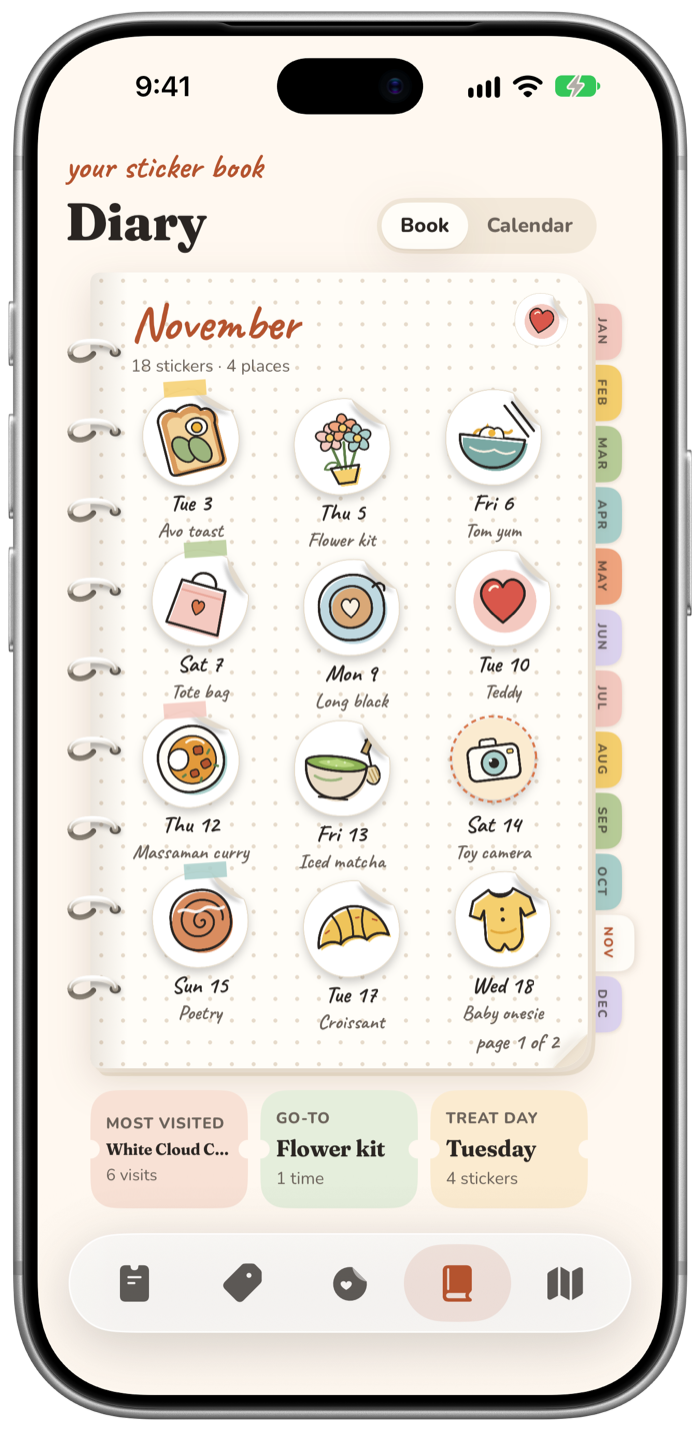 9:41
your sticker book
Diary
Book Calendar
November
18 stickers · 4 places
Tue 3
Avo toast
Thu 5
Flower kit
Fri 6
Tom yum
Sat 7
Tote bag
Mon 9
Long black
Tue 10
Teddy
Thu 12
Massaman curry
Fri 13
Iced matcha
Sat 14
Toy camera
Sun 15
Poetry
Tue 17
Croissant
Wed 18
Baby onesie
page 1 of 2
JAN
FEB
MAR
APR
MAY
JUN
JUL
AUG
SEP
OCT
NOV
DEC
MOST VISITED
White Cloud C...
6 visits
GO-TO
Flower kit
1 time
TREAT DAY
Tuesday
4 stickers